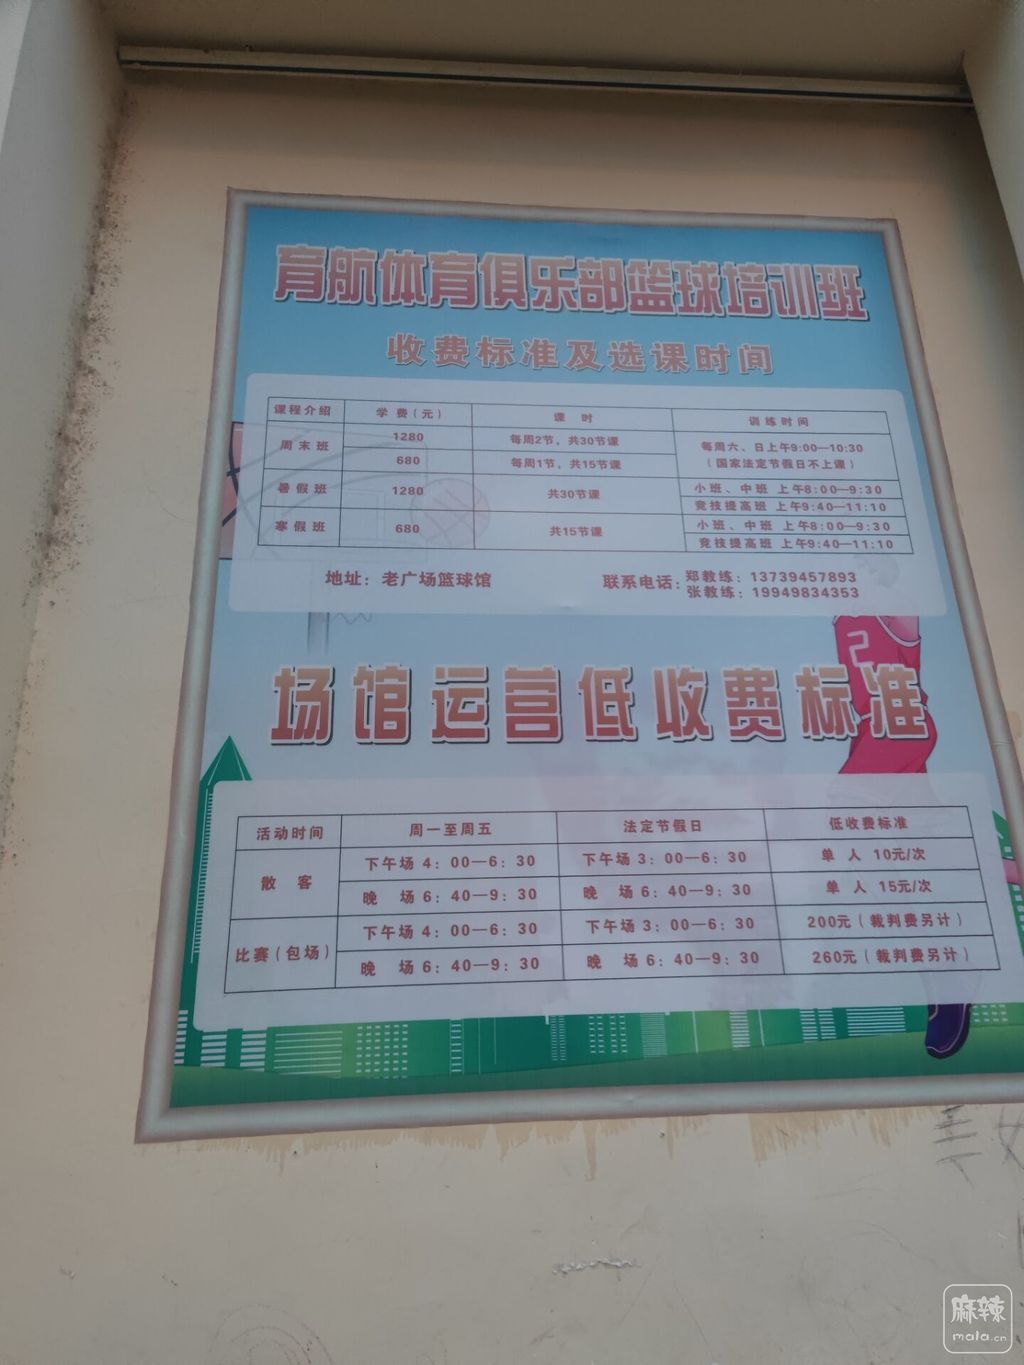 育航体育俱乐部篮球培训班
收费标准及选课时间
课程介绍 学 费（元） 课 时 训练时间
周末班 1280 每周2节，共30节课 每周六、日上午9:00—10:30
680 每周1节，共15节课 （国家法定节假日不上课）
暑假班 1280 共30节课 小班、中班 上午8:00—9:30
竞技提高班 上午9:40—11:10
寒假班 680 共15节课 小班、中班 上午8:00—9:30
竞技提高班 上午9:40—11:10
地址：老广场篮球馆 联系电话：郑教练：13739457893
张教练：19949834353
场馆运营低收费标准
活动时间 周一至周五 法定节假日 低收费标准
散 客 下午场 4：00—6：30 下午场 3：00—6：30 单 人 10元/次
晚 场 6：40—9：30 晚 场 6：40—9：30 单 人 15元/次
比赛（包场） 下午场 4：00—6：30 下午场 3：00—6：30 200元（裁判费另计）
晚 场 6：40—9：30 晚 场 6：40—9：30 260元（裁判费另计）
2
麻辣
mala.cn